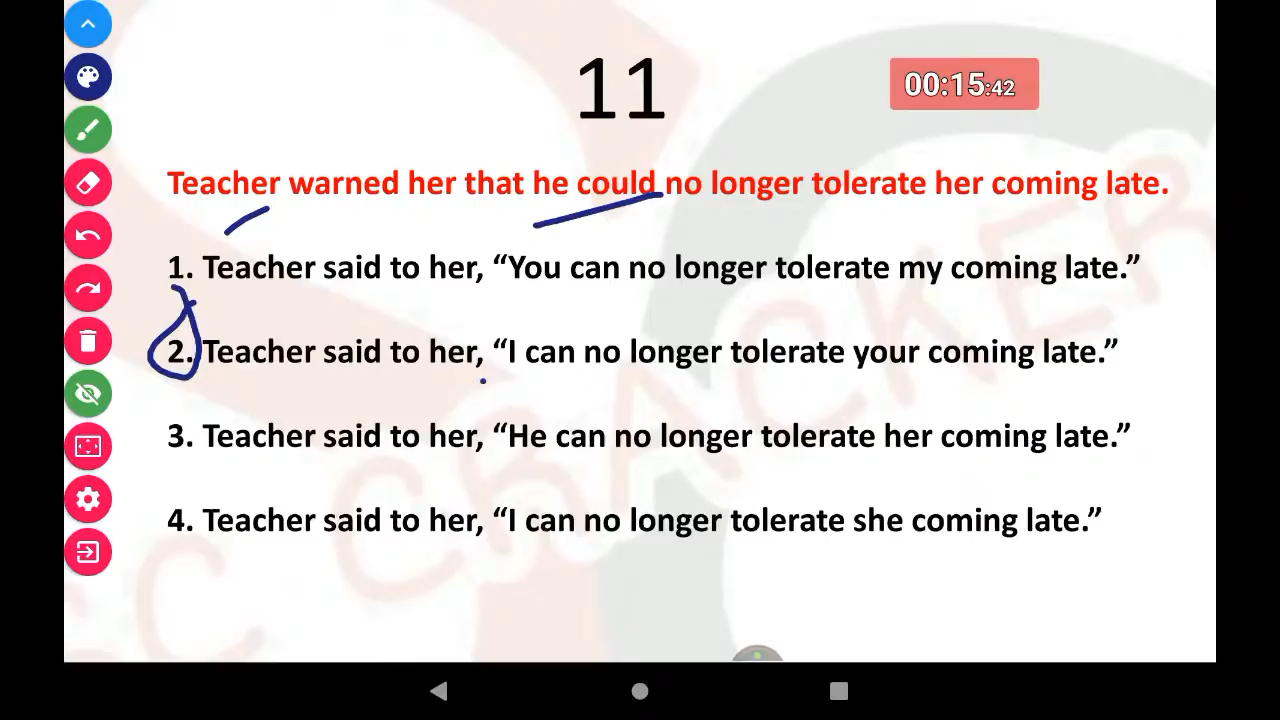 11
00:15:42
Teacher warned her that he could no longer tolerate her coming late.
1. Teacher said to her, “You can no longer tolerate my coming late.”
2. Teacher said to her, “I can no longer tolerate your coming late.”
3. Teacher said to her, “He can no longer tolerate her coming late.”
4. Teacher said to her, “I can no longer tolerate she coming late.”
SC CRACKER